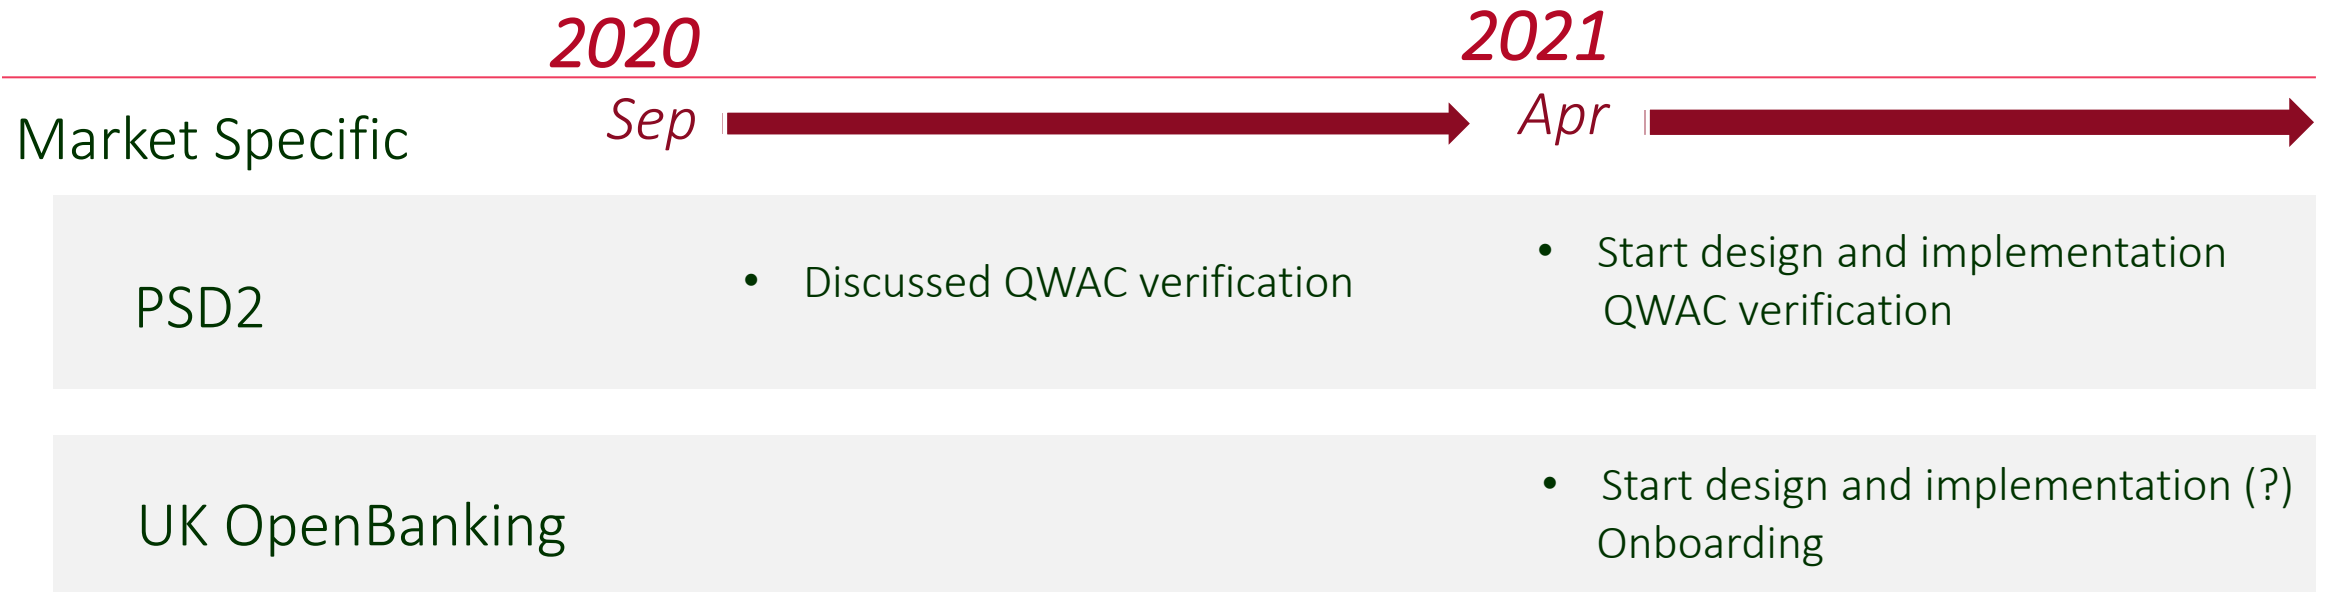 2020
2021
Market Specific
Sep
Apr
PSD2
• Discussed QWAC verification
• Start design and implementation
QWAC verification
UK OpenBanking
• Start design and implementation (?)
Onboarding